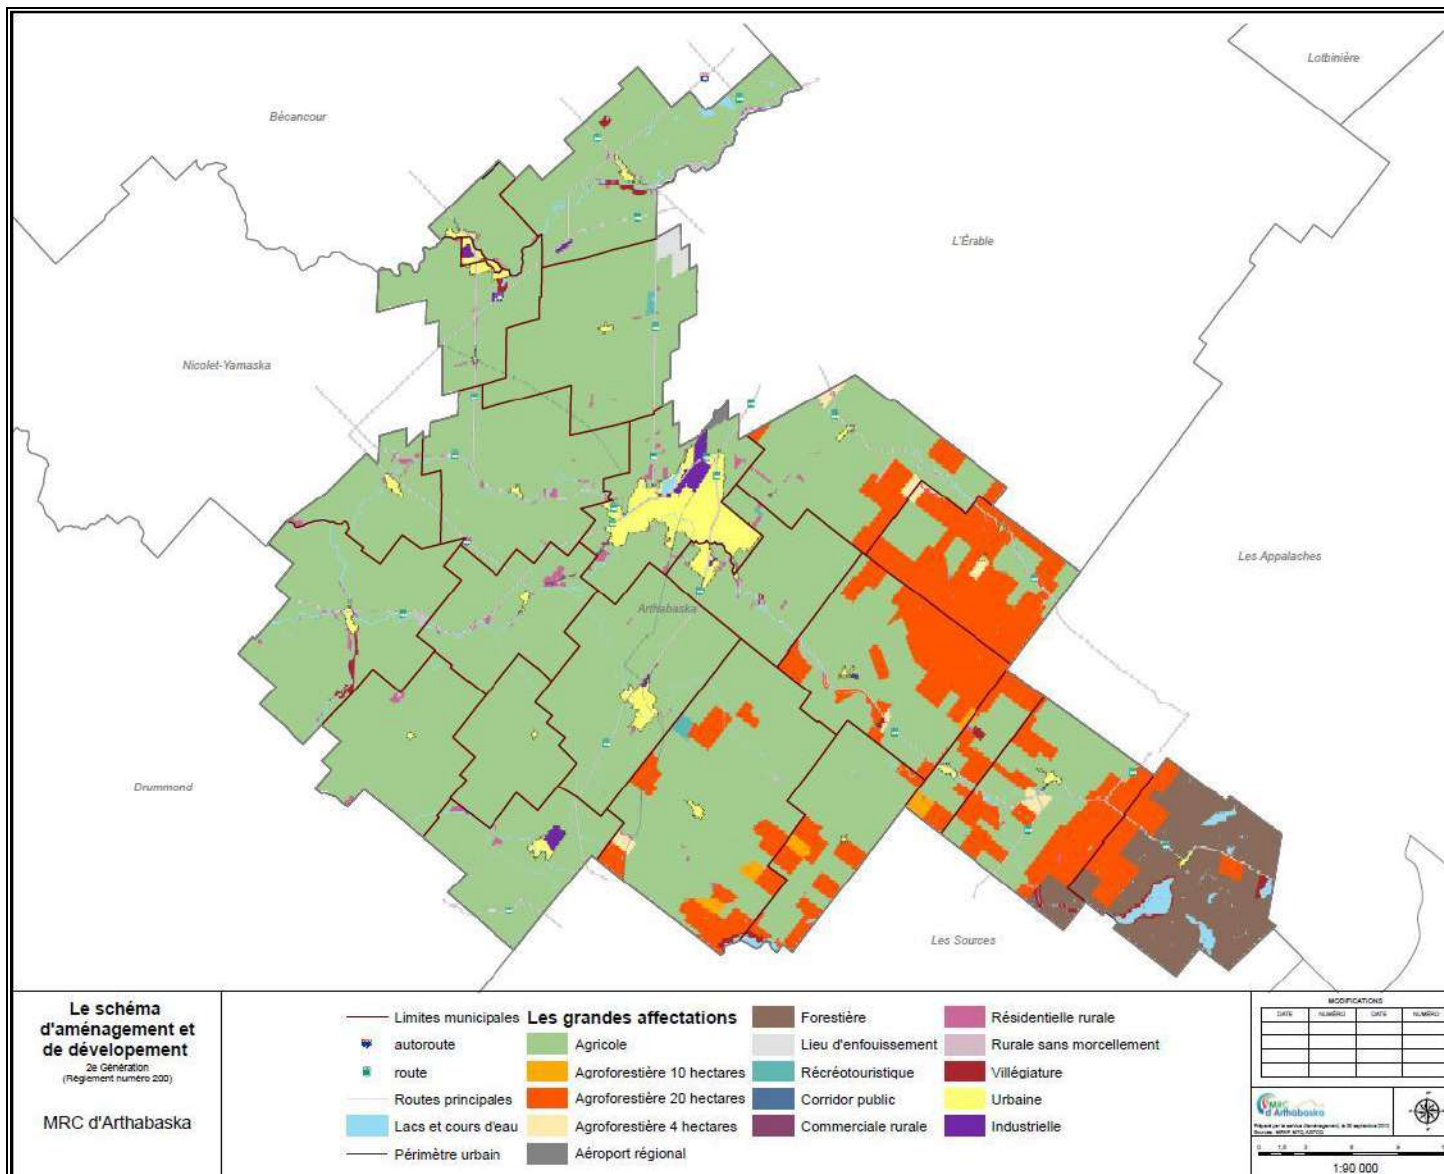 Lotbinière
Bécancour
L'Érable
Nicolet-Yamaska
Les Appalaches
Arthabaska
Drummond
Les Sources
Le schéma
d'aménagement et
de dévelopement
2e Génération
(Règlement numéro 200)
MRC d'Arthabaska
Limites municipales
autoroute
route
Routes principales
Lacs et cours d'eau
Périmètre urbain
Les grandes affectations
Agricole
Agroforestière 10 hectares
Agroforestière 20 hectares
Agroforestière 4 hectares
Aéroport régional
Forestière
Lieu d'enfouissement
Récréotouristique
Corridor public
Commerciale rurale
Résidentielle rurale
Rurale sans morcellement
Villégiature
Urbaine
Industrielle
MODIFICATIONS
DATE NUMÉRO DATE NUMÉRO
MRC
d'Arthabaska
1:90 000